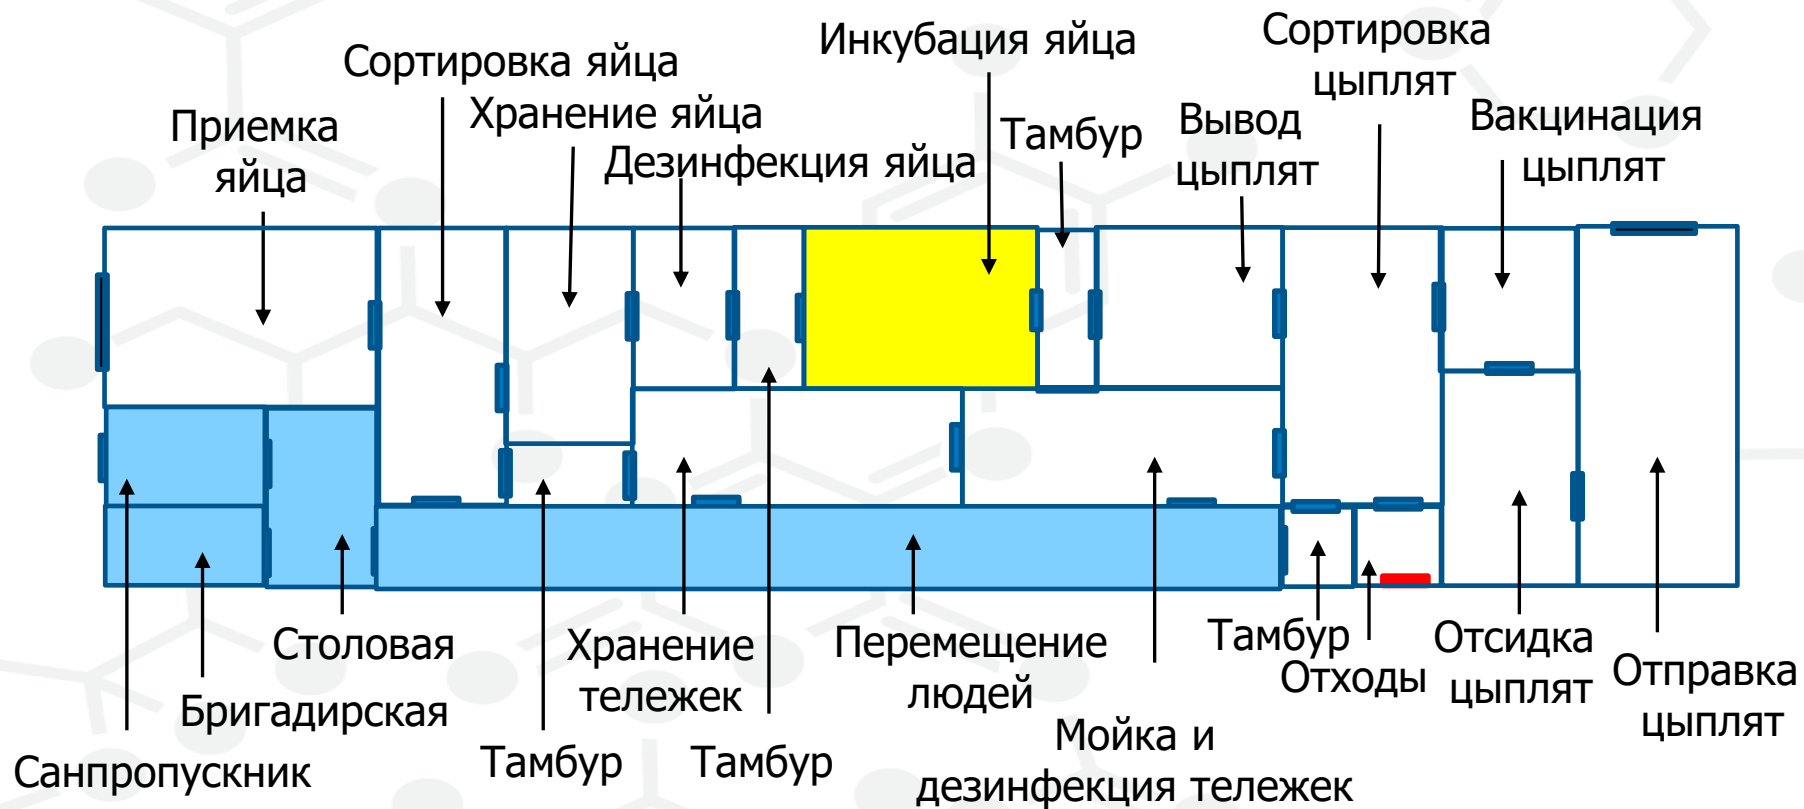 Сортировка яйца
Хранение яйца
Дезинфекция яйца
Инкубация яйца
Сортировка
цыплят
Приемка
яйца
Тамбур
Вывод
цыплят
Вакцинация
цыплят
Столовая
Бригадирская
Санпропускник
Тамбур
Хранение
тележек
Тамбур
Перемещение
людей
Мойка и
дезинфекция тележек
Тамбур
Отходы
Отсидка
цыплят
Отправка
цыплят